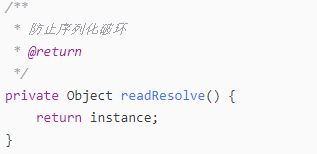 /**
 * 防止序列化破坏
 * @return
 */
private Object readResolve() {
    return instance;
}